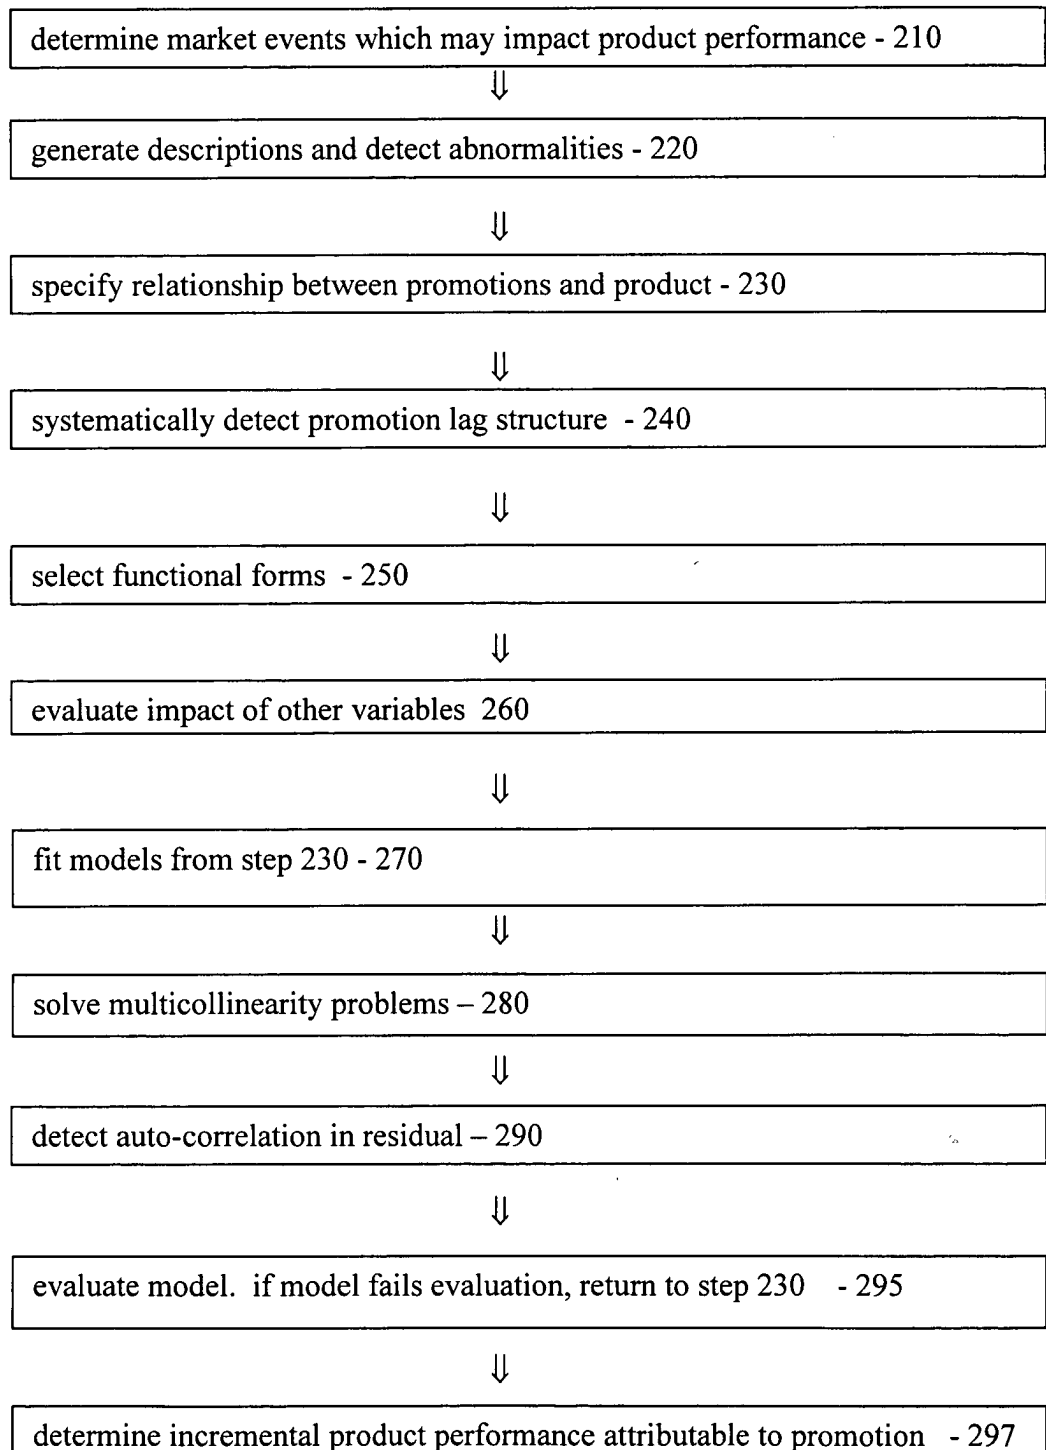 determine market events which may impact product performance - 210
⇓
generate descriptions and detect abnormalities - 220
⇓
specify relationship between promotions and product - 230
⇓
systematically detect promotion lag structure - 240
⇓
select functional forms - 250
⇓
evaluate impact of other variables 260
⇓
fit models from step 230 - 270
⇓
solve multicollinearity problems – 280
⇓
detect auto-correlation in residual – 290
⇓
evaluate model. if model fails evaluation, return to step 230 - 295
⇓
determine incremental product performance attributable to promotion - 297